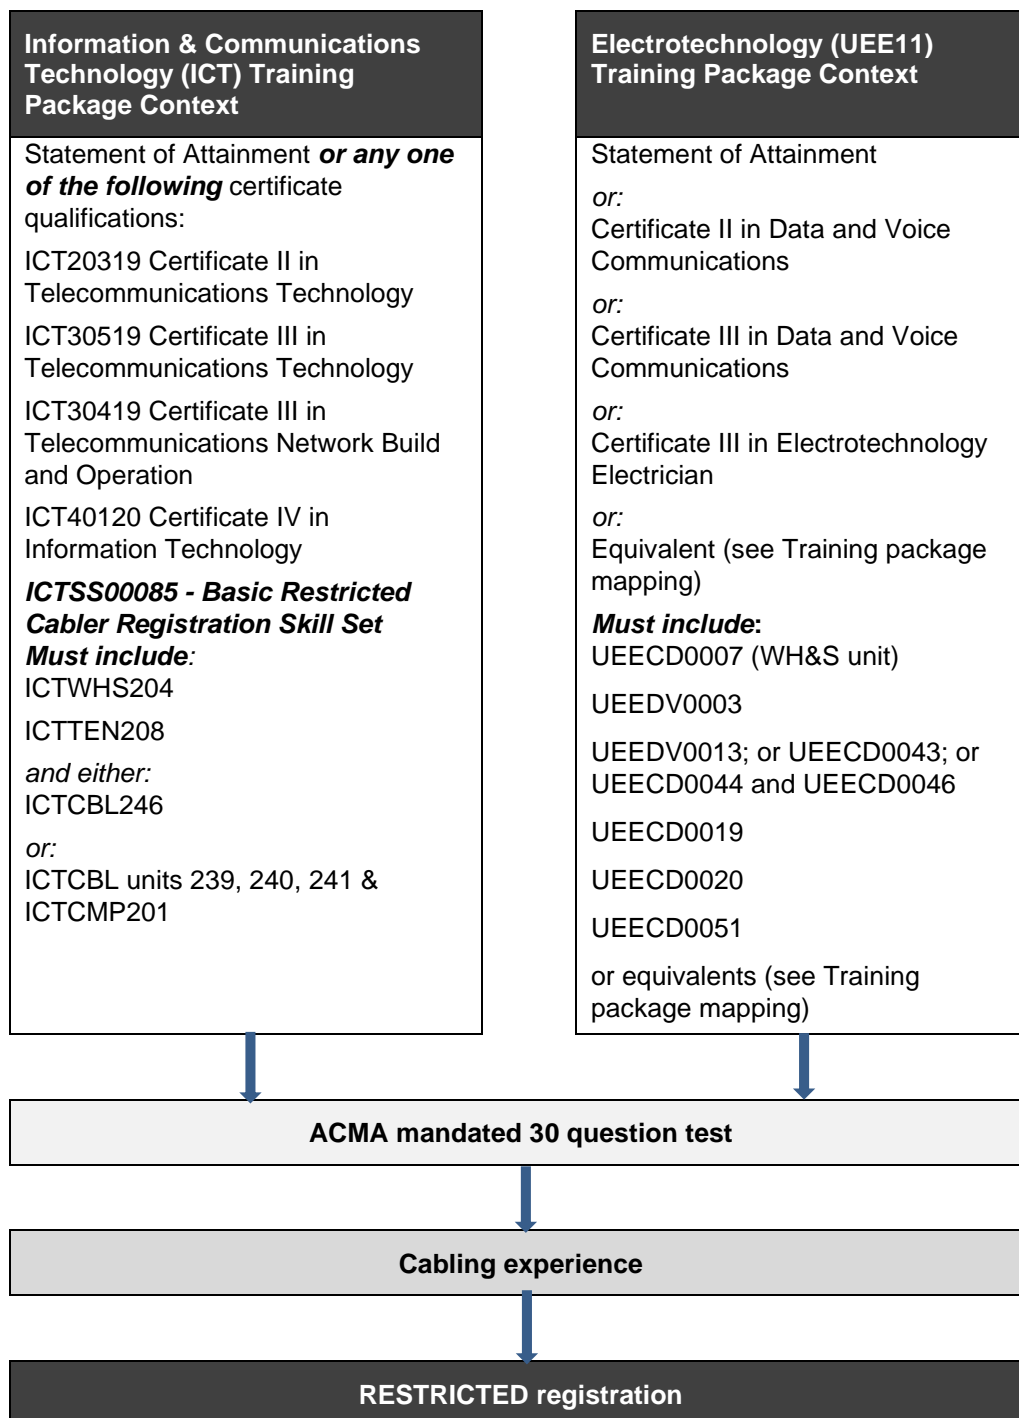 Information & Communications
Technology (ICT) Training
Package Context
Statement of Attainment or any one
of the following certificate
qualifications:
ICT20319 Certificate II in
Telecommunications Technology
ICT30519 Certificate III in
Telecommunications Technology
ICT30419 Certificate III in
Telecommunications Network Build
and Operation
ICT40120 Certificate IV in
Information Technology
ICTSS00085 - Basic Restricted
Cabler Registration Skill Set
Must include:
ICTWHS204
ICTTEN208
and either:
ICTCBL246
or:
ICTCBL units 239, 240, 241 &
ICTCMP201
Electrotechnology (UEE11)
Training Package Context
Statement of Attainment
or:
Certificate II in Data and Voice
Communications
or:
Certificate III in Data and Voice
Communications
or:
Certificate III in Electrotechnology
Electrician
or:
Equivalent (see Training package
mapping)
Must include:
UEECD0007 (WH&S unit)
UEEDV0003
UEEDV0013; or UEECD0043; or
UEECD0044 and UEECD0046
UEECD0019
UEECD0020
UEECD0051
or equivalents (see Training
package mapping)
ACMA mandated 30 question test
Cabling experience
RESTRICTED registration